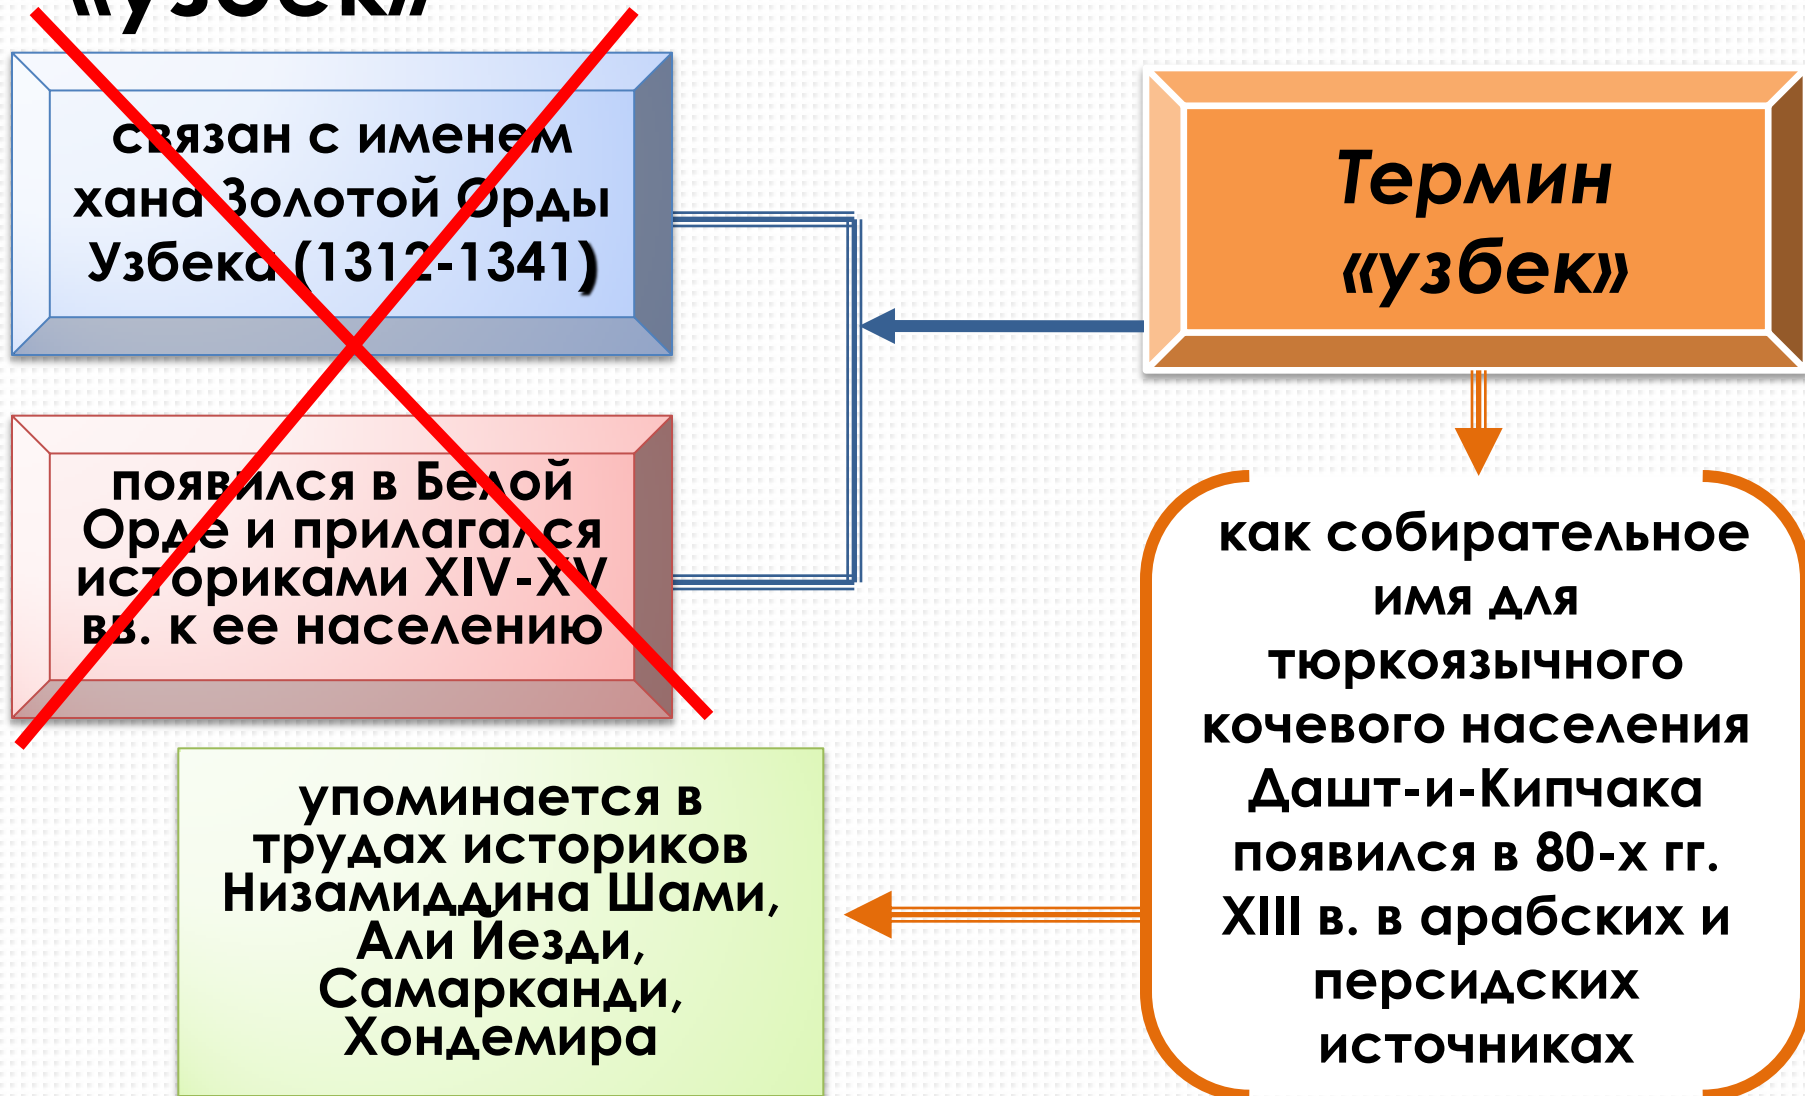 «узбек»
связан с именем
хана Золотой Орды
Узбека (1312-1341)
появился в Белой
Орде и прилагался
историками XIV-XV
вв. к ее населению
Термин
«узбек»
как собирательное
имя для
тюркоязычного
кочевого населения
Дашт-и-Кипчака
появился в 80-х гг.
XIII в. в арабских и
персидских
источниках
упоминается в
трудах историков
Низамиддина Шами,
Али Йезди,
Самарканди,
Хондемира